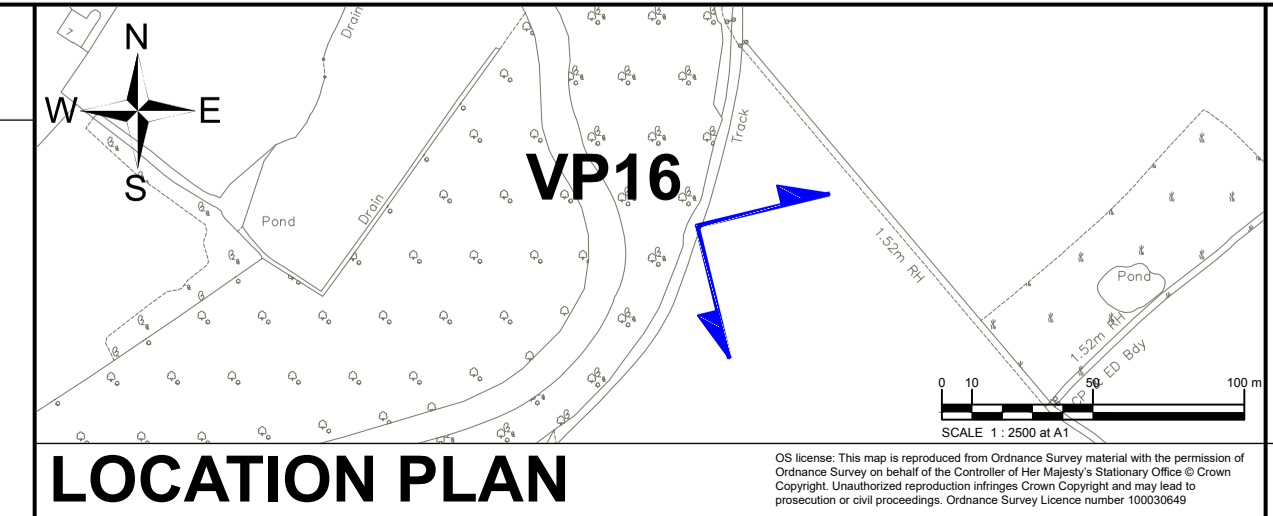 7
N
W E
S
Drain
Drain
Pond
VP16
Track
1.52m RH
Pond
1.52m RH
CP & ED Bdy
0 10 50 100 m
SCALE 1 : 2500 at A1
LOCATION PLAN
OS license: This map is reproduced from Ordnance Survey material with the permission of
Ordnance Survey on behalf of the Controller of Her Majesty's Stationary Office © Crown
Copyright. Unauthorized reproduction infringes Crown Copyright and may lead to
prosecution or civil proceedings. Ordnance Survey Licence number 100030649